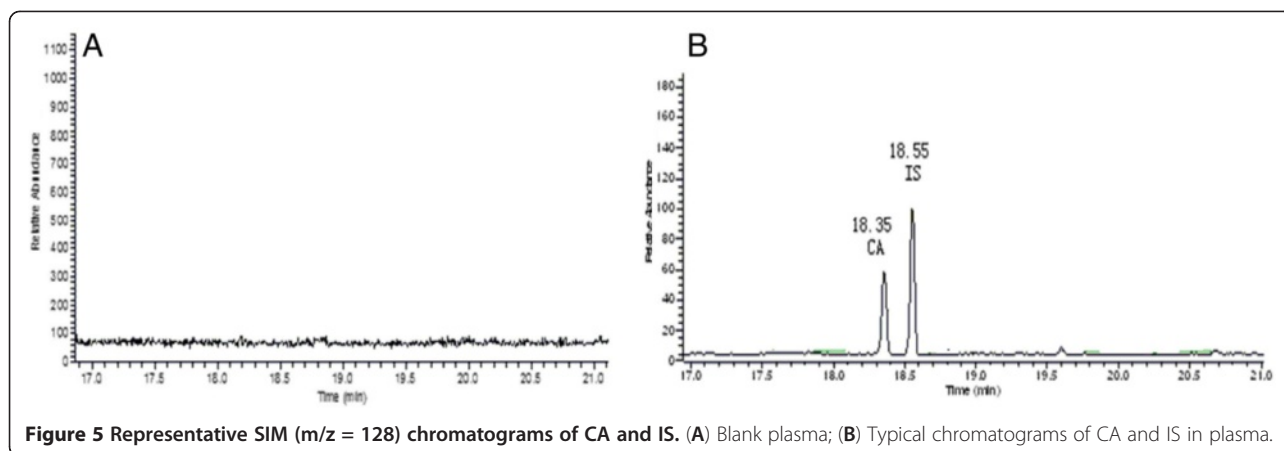 A
1100
1000
900
800
700
600
500
400
300
200
100
0
Relative Abundance
17.0 17.5 18.0 18.5 19.0 19.5 20.0 20.5 21.0
Time (min)
B
180
160
140
120
100
80
60
40
20
0
Relative Abundance
18.55
IS
18.35
CA
17.0 17.5 18.0 18.5 19.0 19.5 20.0 20.5 21.0
Time (min)
Figure 5 Representative SIM (m/z = 128) chromatograms of CA and IS. (A) Blank plasma; (B) Typical chromatograms of CA and IS in plasma.